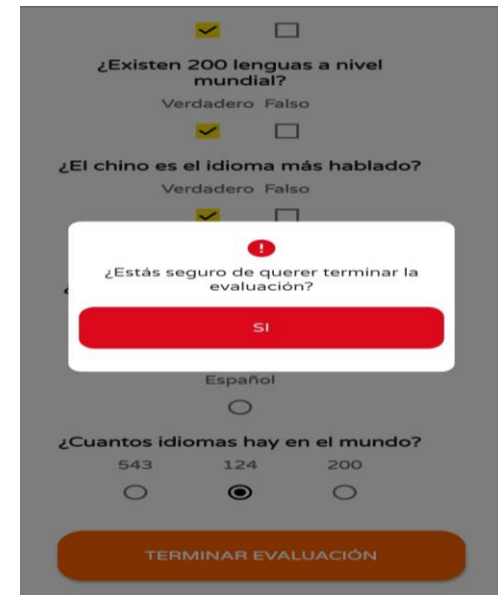 ¿Existen 200 lenguas a nivel
mundial?
Verdadero Falso
¿El chino es el idioma más hablado?
Verdadero Falso
¿Estás seguro de querer terminar la
evaluación?
SI
Español
¿Cuantos idiomas hay en el mundo?
543 124 200
TERMINAR EVALUACIÓN